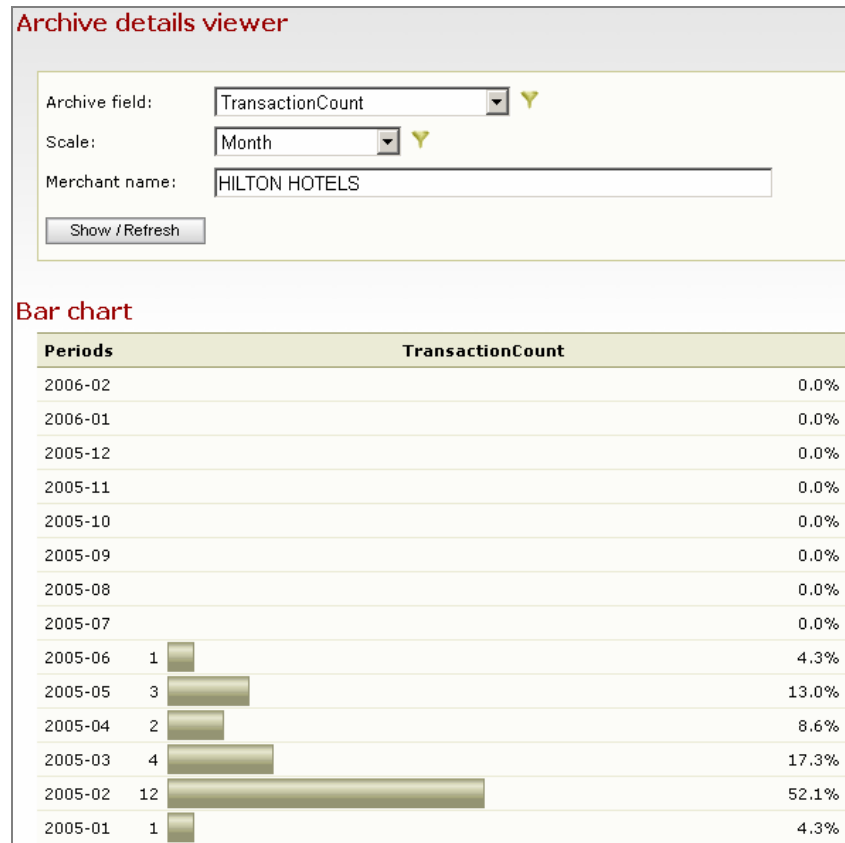 Archive details viewer
Archive field: TransactionCount
Scale: Month
Merchant name: HILTON HOTELS
Show / Refresh
Bar chart
Periods TransactionCount
2006-02 0.0%
2006-01 0.0%
2005-12 0.0%
2005-11 0.0%
2005-10 0.0%
2005-09 0.0%
2005-08 0.0%
2005-07 0.0%
2005-06 1 4.3%
2005-05 3 13.0%
2005-04 2 8.6%
2005-03 4 17.3%
2005-02 12 52.1%
2005-01 1 4.3%